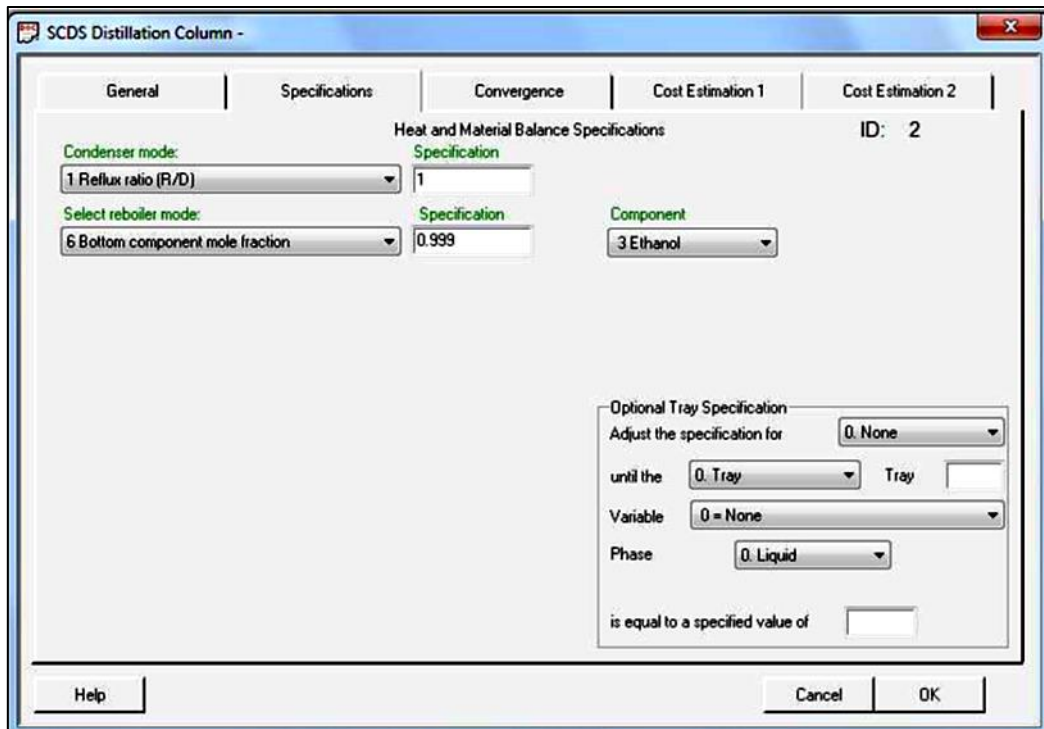 SCDS Distillation Column -
General Specifications Convergence Cost Estimation 1 Cost Estimation 2
Heat and Material Balance Specifications ID: 2
Condenser mode: Specification
1 Reflux ratio (R/D) 1
Select reboiler mode: Specification Component
6 Bottom component mole fraction 0.999 3 Ethanol
Optional Tray Specification
Adjust the specification for 0. None
until the 0. Tray Tray
Variable 0 = None
Phase 0. Liquid
is equal to a specified value of
Help Cancel OK